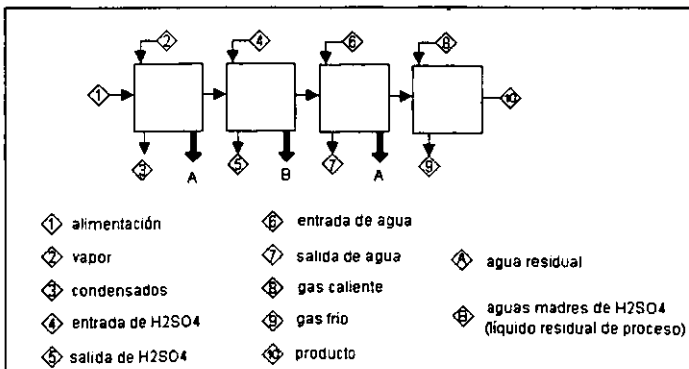 2 4 6 8
1 10
3 A 5 B 7 A 9
1 alimentación
2 vapor
3 condensados
4 entrada de H2SO4
5 salida de H2SO4
6 entrada de agua
7 salida de agua
8 gas caliente
9 gas frío
10 producto
A agua residual
B aguas madres de H2SO4
(líquido residual de proceso)